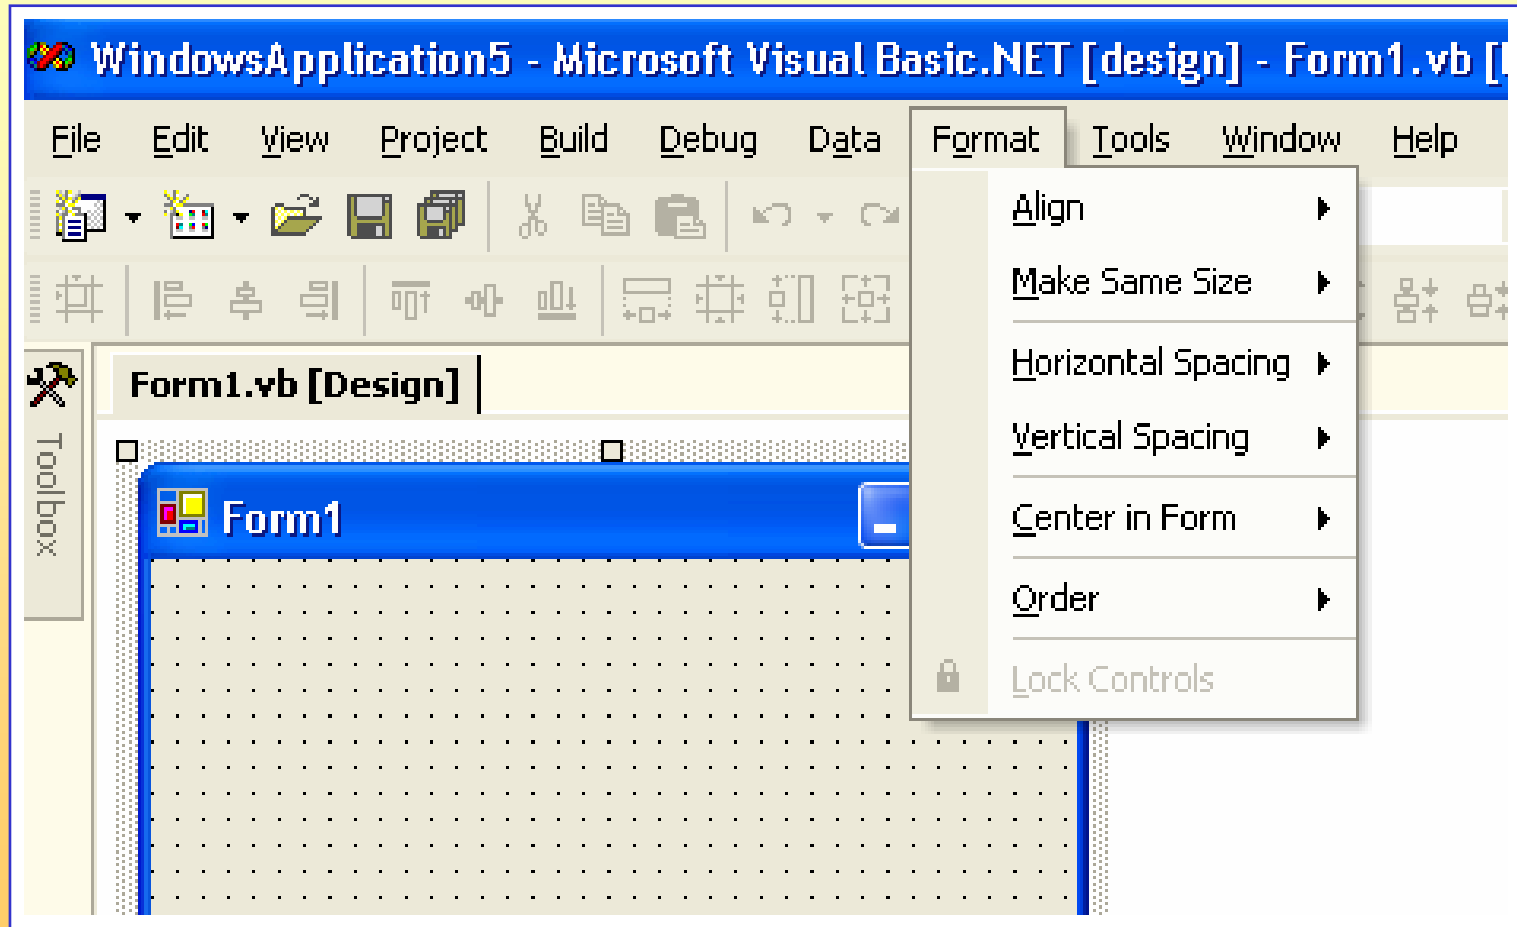 WindowsApplication5 - Microsoft Visual Basic.NET [design] - Form1.vb [
File Edit View Project Build Debug Data Format Tools Window Help
Align
Make Same Size
Horizontal Spacing
Vertical Spacing
Center in Form
Order
Lock Controls
Toolbox
Form1.vb [Design]
Form1